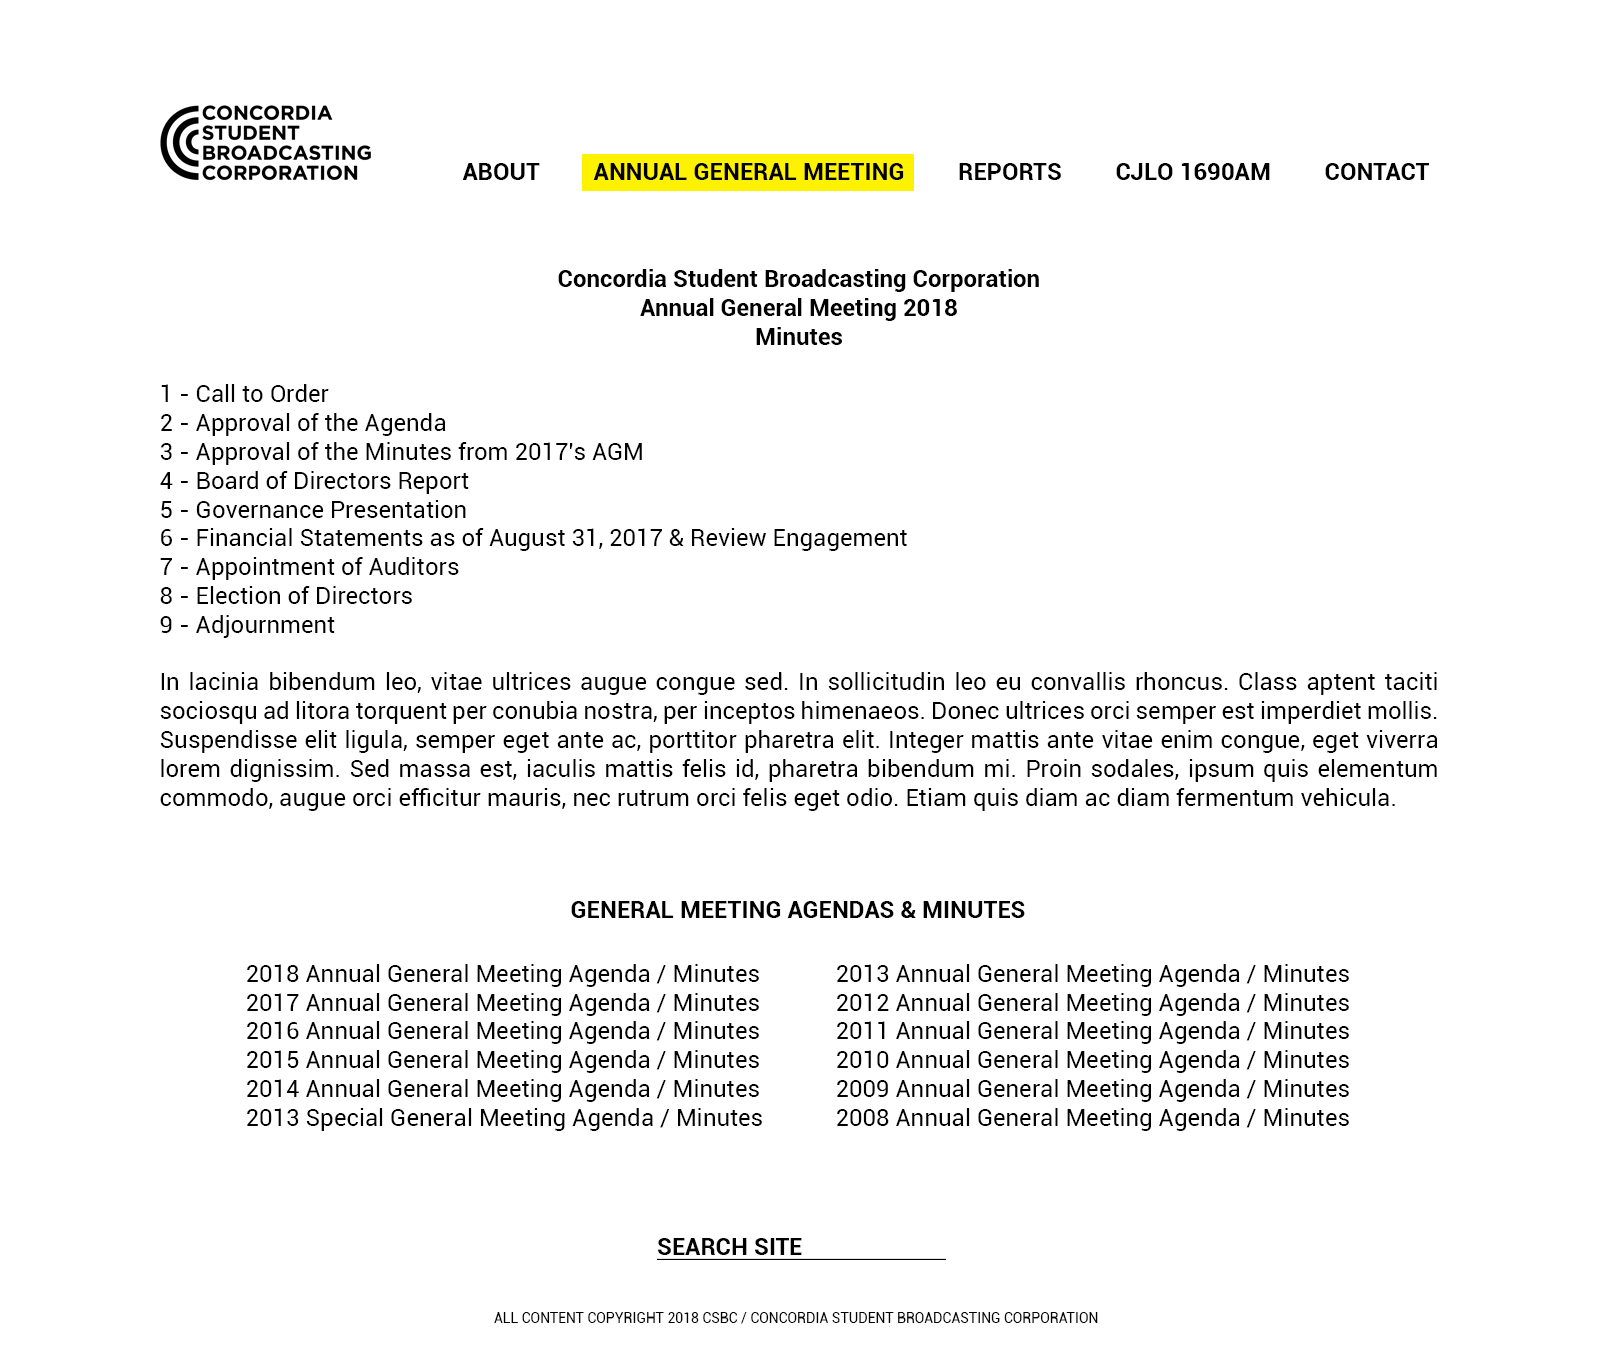 CONCORDIA
STUDENT
BROADCASTING
CORPORATION
ABOUT ANNUAL GENERAL MEETING REPORTS CJLO 1690AM CONTACT
Concordia Student Broadcasting Corporation
Annual General Meeting 2018
Minutes
1 - Call to Order
2 - Approval of the Agenda
3 - Approval of the Minutes from 2017's AGM
4 - Board of Directors Report
5 - Governance Presentation
6 - Financial Statements as of August 31, 2017 & Review Engagement
7 - Appointment of Auditors
8 - Election of Directors
9 - Adjournment
In lacinia bibendum leo, vitae ultrices augue congue sed. In sollicitudin leo eu convallis rhoncus. Class aptent taciti
sociosqu ad litora torquent per conubia nostra, per inceptos himenaeos. Donec ultrices orci semper est imperdiet mollis.
Suspendisse elit ligula, semper eget ante ac, porttitor pharetra elit. Integer mattis ante vitae enim congue, eget viverra
lorem dignissim. Sed massa est, iaculis mattis felis id, pharetra bibendum mi. Proin sodales, ipsum quis elementum
commodo, augue orci efficitur mauris, nec rutrum orci felis eget odio. Etiam quis diam ac diam fermentum vehicula.
GENERAL MEETING AGENDAS & MINUTES
2018 Annual General Meeting Agenda / Minutes
2017 Annual General Meeting Agenda / Minutes
2016 Annual General Meeting Agenda / Minutes
2015 Annual General Meeting Agenda / Minutes
2014 Annual General Meeting Agenda / Minutes
2013 Special General Meeting Agenda / Minutes
2013 Annual General Meeting Agenda / Minutes
2012 Annual General Meeting Agenda / Minutes
2011 Annual General Meeting Agenda / Minutes
2010 Annual General Meeting Agenda / Minutes
2009 Annual General Meeting Agenda / Minutes
2008 Annual General Meeting Agenda / Minutes
SEARCH SITE
ALL CONTENT COPYRIGHT 2018 CSBC / CONCORDIA STUDENT BROADCASTING CORPORATION